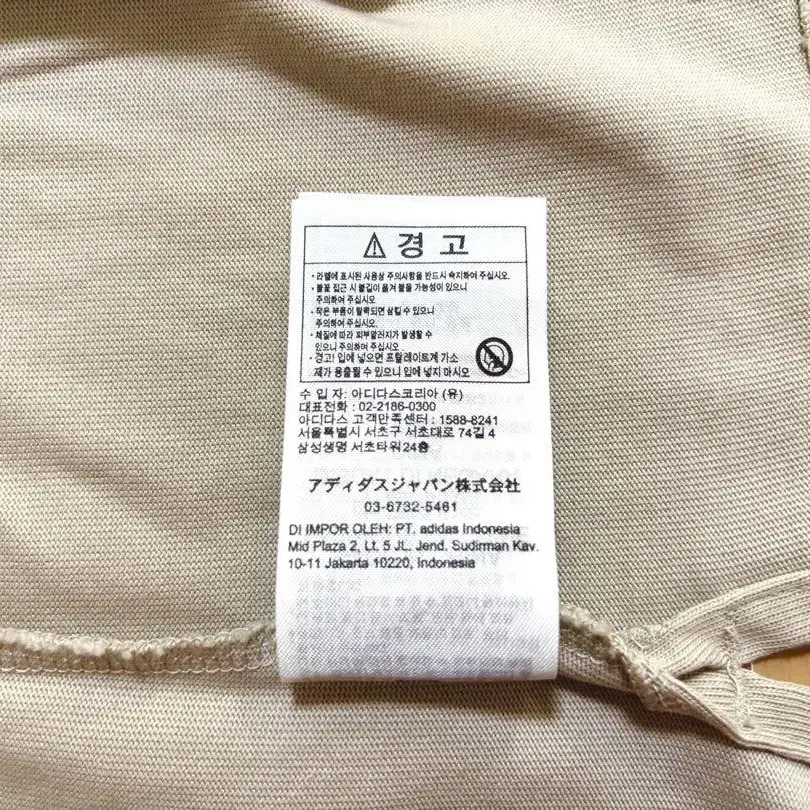 ⚠ 경 고
· 라벨에 표시된 사용상 주의사항을 반드시 숙지하여 주십시오.
· 불꽃 접근 시 불길이 옮겨 붙을 가능성이 있으니
주의하여 주십시오
· 작은 부품이 탈락되면 삼킬 수 있으니
주의하여 주십시오.
· 체질에 따라 피부알러지가 발생할 수
있으니 주의하여 주십시오 .
· 경고! 입에 넣으면 프탈레이트계 가소
제가 용출될 수 있으니 입에 넣지 마시오
수 입 자: 아디다스코리아 (유)
대표전화 : 02-2186-0300
아디다스 고객만족센터 : 1588-8241
서울특별시 서초구 서초대로 74길 4
삼성생명 서초타워24층
アディダスジャパン株式会社
03-6732-5461
DI IMPOR OLEH: PT. adidas Indonesia
Mid Plaza 2, Lt. 5 JL. Jend. Sudirman Kav.
10-11 Jakarta 10220, Indonesia